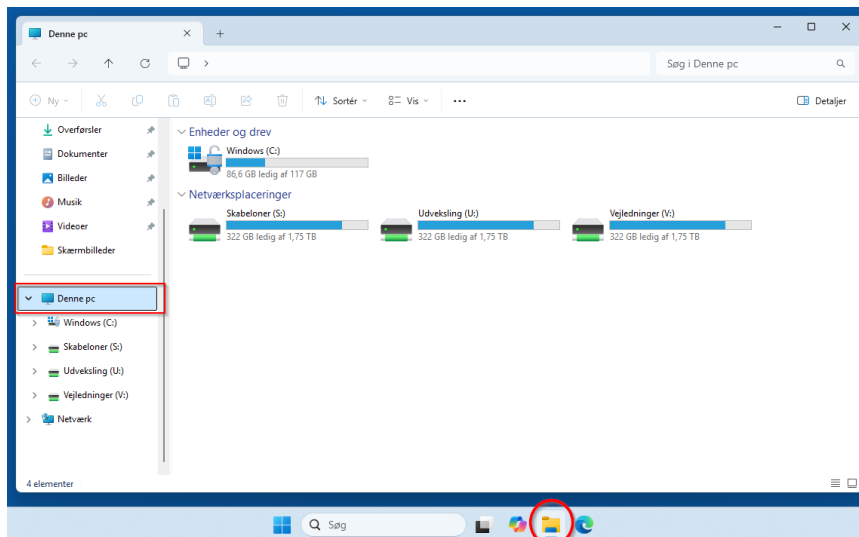 Denne pc
Søg i Denne pc
Ny
Sortér
Vis
Detaljer
Overførsler
Dokumenter
Billeder
Musik
Videoer
Skærmbilleder
Denne pc
Windows (C:)
Skabeloner (S:)
Udveksling (U:)
Vejledninger (V:)
Netværk
Enheder og drev
Windows (C:)
86,6 GB ledig af 117 GB
Netværksplaceringer
Skabeloner (S:)
322 GB ledig af 1,75 TB
Udveksling (U:)
322 GB ledig af 1,75 TB
Vejledninger (V:)
322 GB ledig af 1,75 TB
4 elementer
Søg